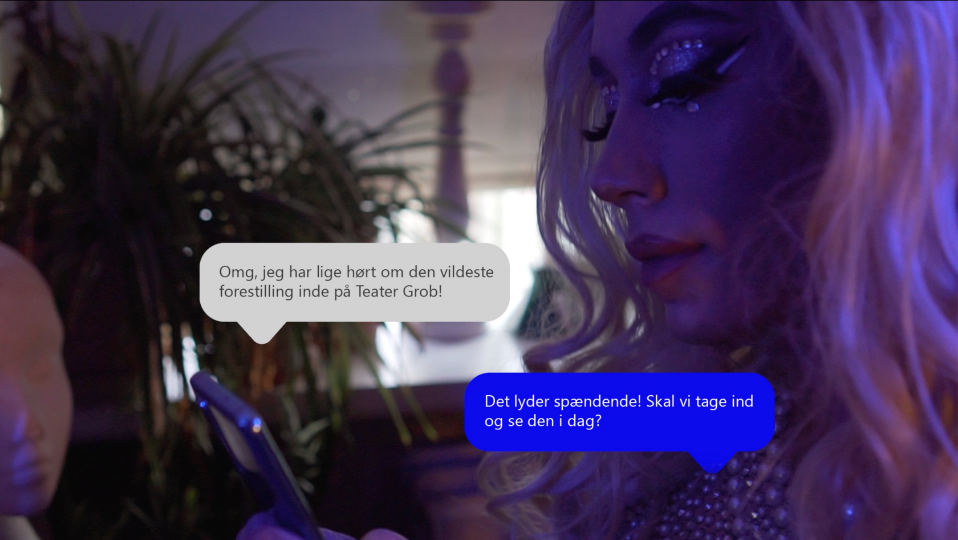 Omg, jeg har lige hørt om den vildeste
forestilling inde på Teater Grob!
Det lyder spændende! Skal vi tage ind
og se den i dag?